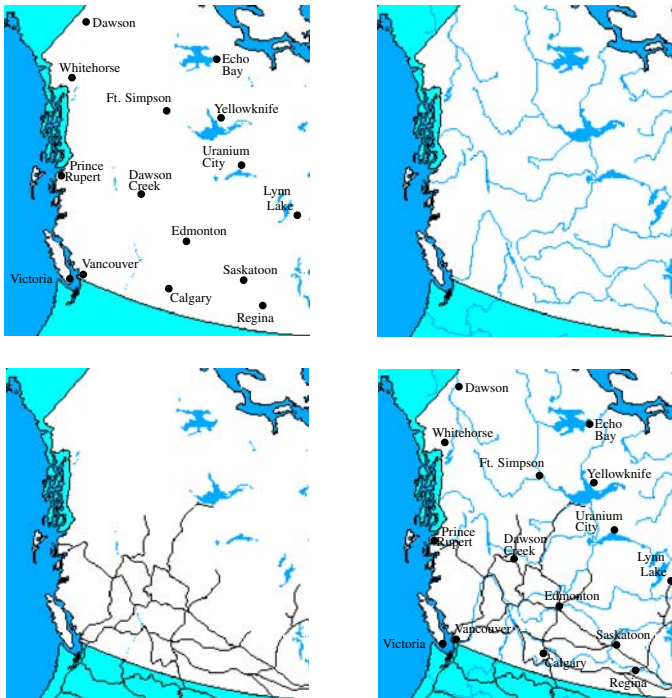 Dawson
Echo
Bay
Whitehorse
Ft. Simpson
Yellowknife
Uranium
City
Prince
Rupert
Dawson
Creek
Lynn
Lake
Edmonton
Vancouver
Victoria
Saskatoon
Calgary
Regina
Dawson
Echo
Bay
Whitehorse
Ft. Simpson
Yellowknife
Uranium
City
Prince
Rupert
Dawson
Creek
Lynn
Lake
Edmonton
Vancouver
Victoria
Saskatoon
Calgary
Regina